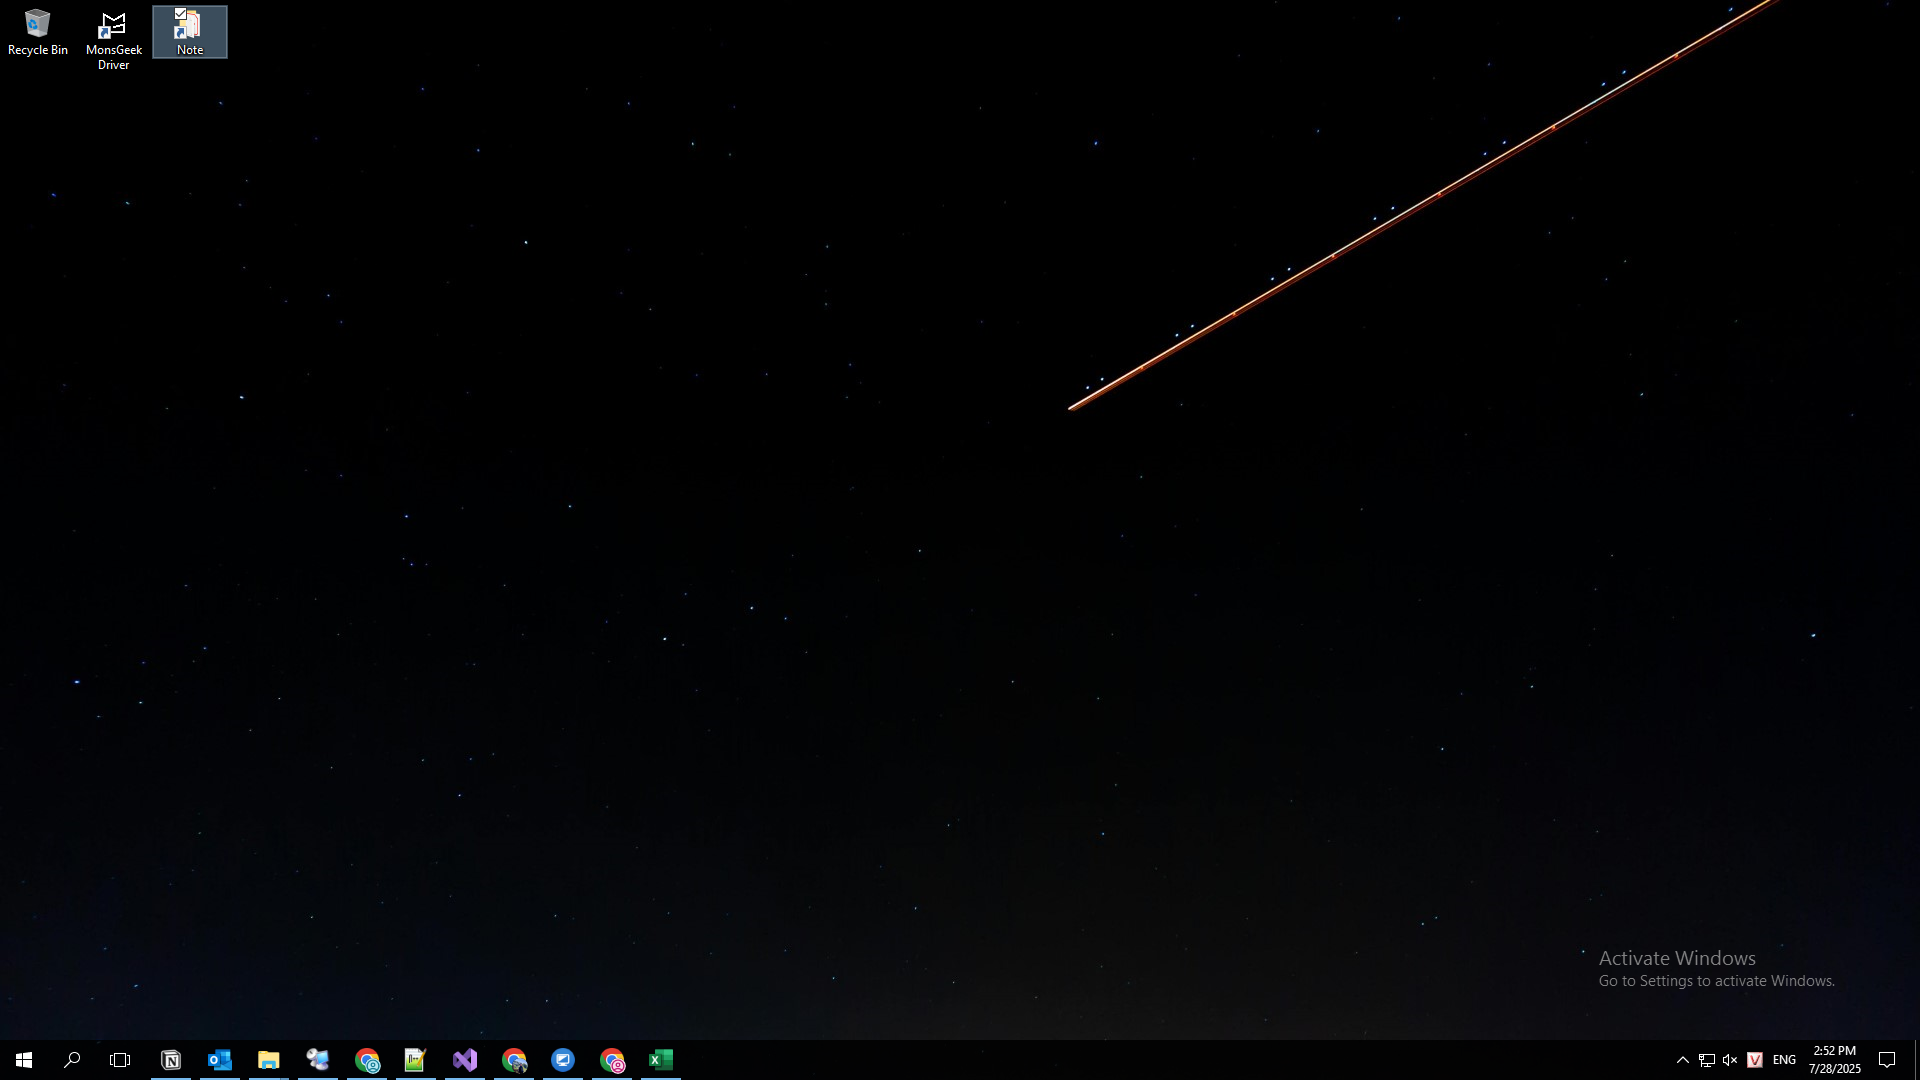 Recycle Bin
MonsGeek
Driver
Note
Activate Windows
Go to Settings to activate Windows.
ENG
2:52 PM
7/28/2025